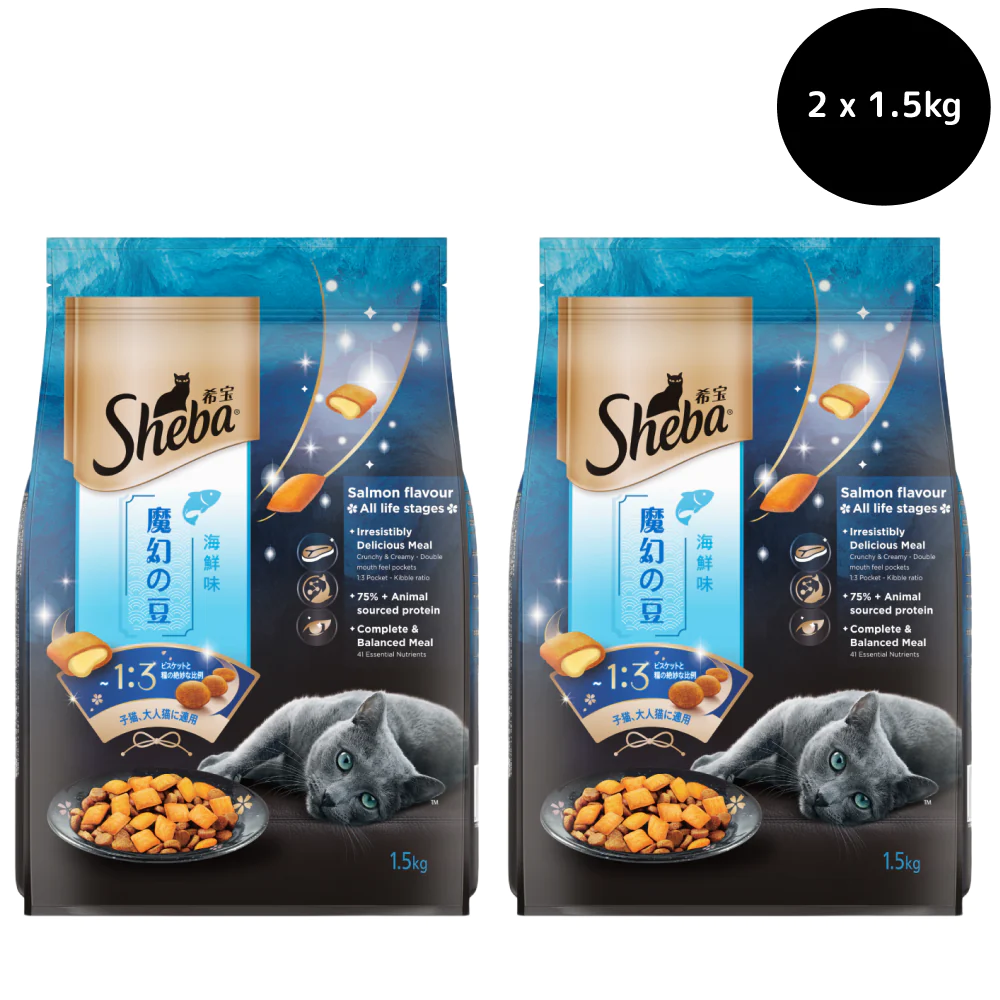 2 x 1.5kg
希宝
Sheba®
魔幻の豆
海鮮味
Salmon flavour
All life stages
Irresistibly
Delicious Meal
Crunchy & Creamy - Double
mouth feel pockets
1:3 Pocket - Kibble ratio
75% + Animal
sourced protein
Complete &
Balanced Meal
41 Essential Nutrients
~1:3
ビスケットと
糧の絶妙な比例
子猫、大人猫に適用
TM
1.5kg
希宝
Sheba®
魔幻の豆
海鮮味
Salmon flavour
All life stages
Irresistibly
Delicious Meal
Crunchy & Creamy - Double
mouth feel pockets
1:3 Pocket - Kibble ratio
75% + Animal
sourced protein
Complete &
Balanced Meal
41 Essential Nutrients
~1:3
ビスケットと
糧の絶妙な比例
子猫、大人猫に適用
TM
1.5kg